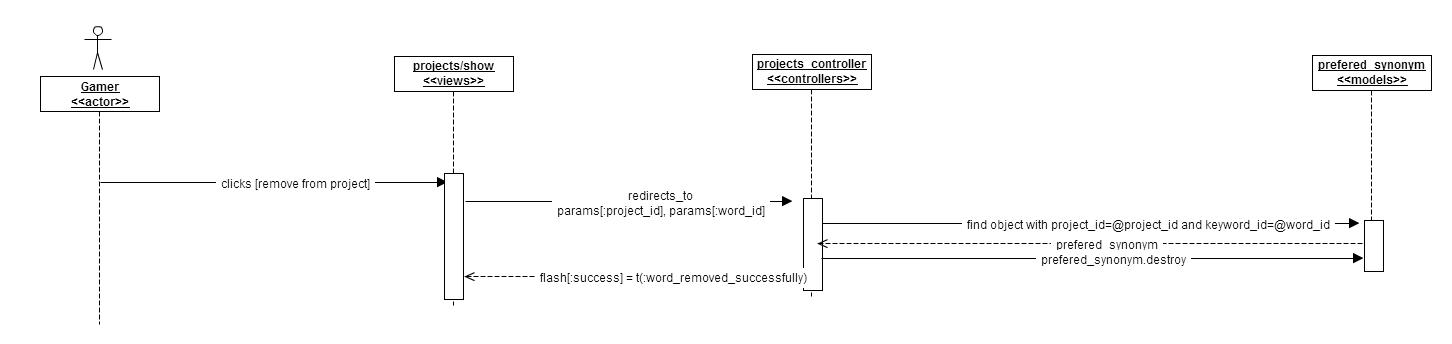 Gamer
<<actor>>
projects/show
<<views>>
projects_controller
<<controllers>>
prefered_synonym
<<models>>
clicks [remove from project]
redirects_to
params[:project_id], params[:word_id]
find object with project_id=@project_id and keyword_id=@word_id
prefered_synonym
prefered_synonym.destroy
flash[:success] = t(:word_removed_successfully)